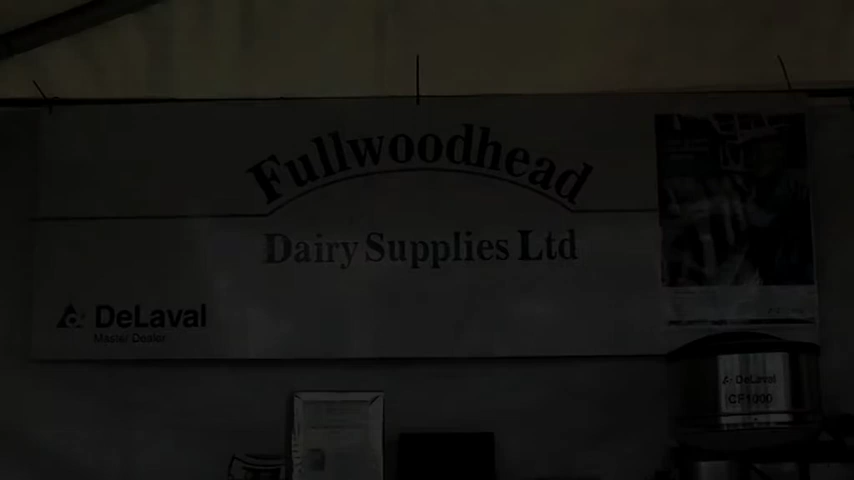 Fullwoodhead
Dairy Supplies Ltd
DeLaval
Master Dealer
DeLaval
CF1000